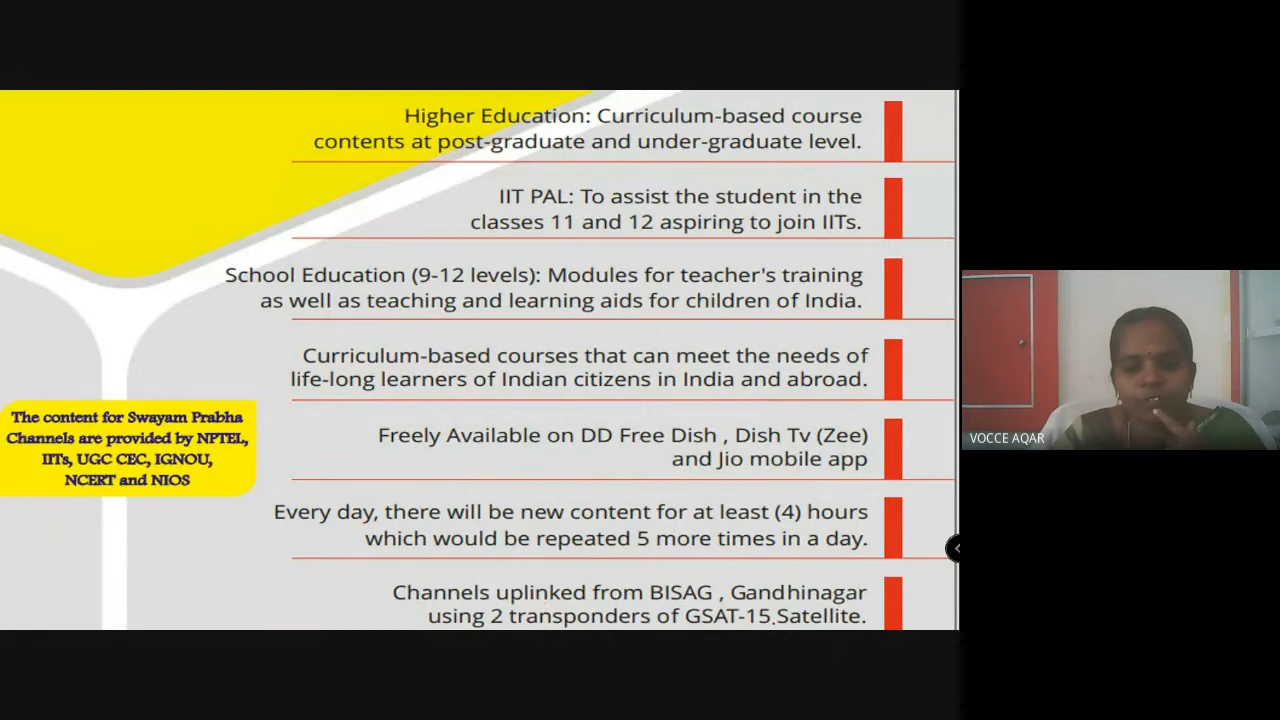 Higher Education: Curriculum-based course
contents at post-graduate and under-graduate level.
IIT PAL: To assist the student in the
classes 11 and 12 aspiring to join IITs.
School Education (9-12 levels): Modules for teacher's training
as well as teaching and learning aids for children of India.
Curriculum-based courses that can meet the needs of
life-long learners of Indian citizens in India and abroad.
The content for Swayam Prabha
Channels are provided by NPTEL,
IITs, UGC CEC, IGNOU,
NCERT and NIOS
Freely Available on DD Free Dish , Dish Tv (Zee)
and Jio mobile app
Every day, there will be new content for at least (4) hours
which would be repeated 5 more times in a day.
Channels uplinked from BISAG , Gandhinagar
using 2 transponders of GSAT-15 Satellite.
VOCCE AQAR